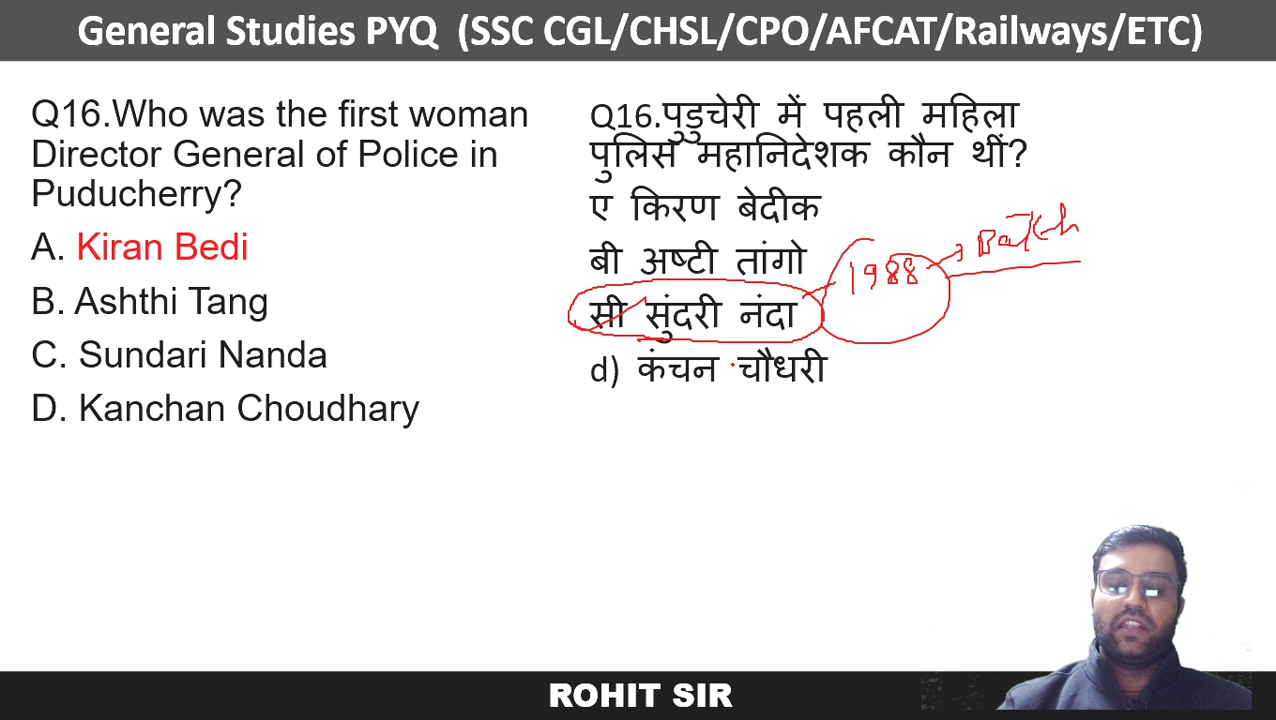 General Studies PYQ (SSC CGL/CHSL/CPO/AFCAT/Railways/ETC)
Q16.Who was the first woman
Director General of Police in
Puducherry?
A. Kiran Bedi
B. Ashthi Tang
C. Sundari Nanda
D. Kanchan Choudhary
Q16.पुडुचेरी में पहली महिला
पुलिस महानिदेशक कौन थीं?
ए किरण बेदीक
बी अष्टी तांगो
सी सुंदरी नंदा
d) कंचन चौधरी
1988
Batch
ROHIT SIR